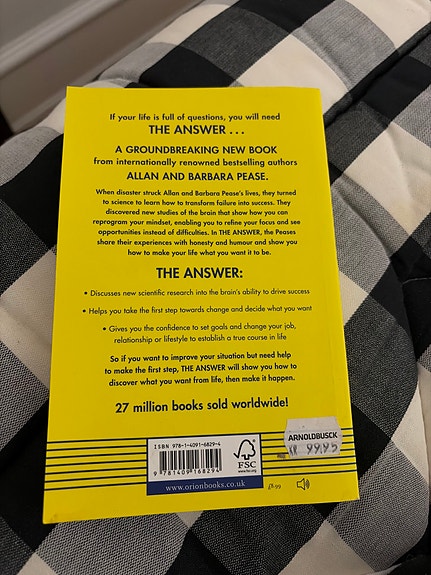 If your life is full of questions, you will need
THE ANSWER . . .
A GROUNDBREAKING NEW BOOK
from internationally renowned bestselling authors
ALLAN AND BARBARA PEASE.
When disaster struck Allan and Barbara Pease's lives, they turned
to science to learn how to transform failure into success. They
discovered new studies of the brain that show how you can
reprogram your mindset, enabling you to refine your focus and see
opportunities instead of difficulties. In THE ANSWER, the Peases
share their experiences with honesty and humour and show you
how to make your life what you want it to be.
THE ANSWER:
• Discusses new scientific research into the brain's ability to drive success
• Helps you take the first step towards change and decide what you want
• Gives you the confidence to set goals and change your job,
relationship or lifestyle to establish a true course in life
So if you want to improve your situation but need help
to make the first step, THE ANSWER will show you how to
discover what you want from life, then make it happen.
27 million books sold worldwide!
ISBN 978-1-4091-6829-4
9 781409 168294
FSC
www.fsc.org
ARNOLDBUSCK
99,95
www.orionbooks.co.uk
£8.99